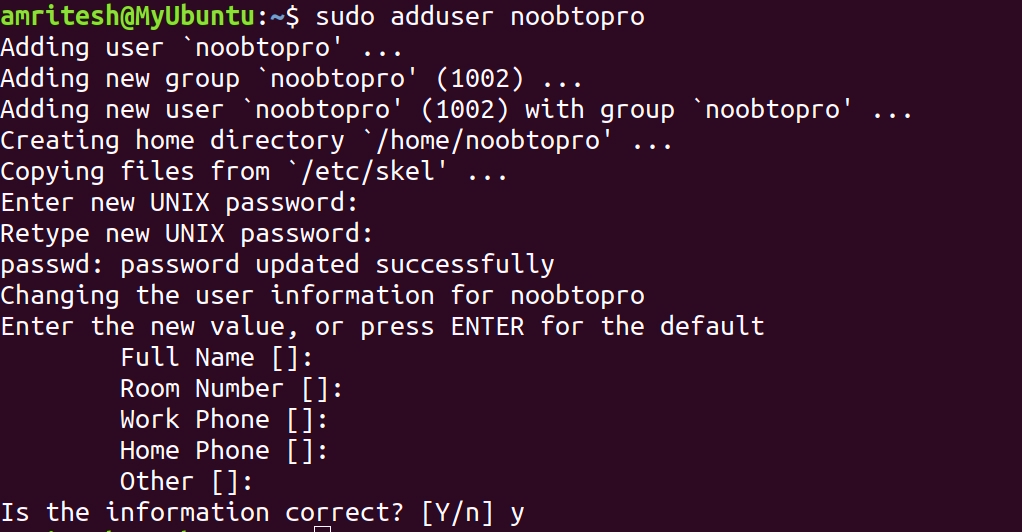 amritesh@MyUbuntu:~$ sudo adduser noobtopro
Adding user `noobtopro' ...
Adding new group `noobtopro' (1002) ...
Adding new user `noobtopro' (1002) with group `noobtopro' ...
Creating home directory `/home/noobtopro' ...
Copying files from `/etc/skel' ...
Enter new UNIX password:
Retype new UNIX password:
passwd: password updated successfully
Changing the user information for noobtopro
Enter the new value, or press ENTER for the default
Full Name []:
Room Number []:
Work Phone []:
Home Phone []:
Other []:
Is the information correct? [Y/n] y